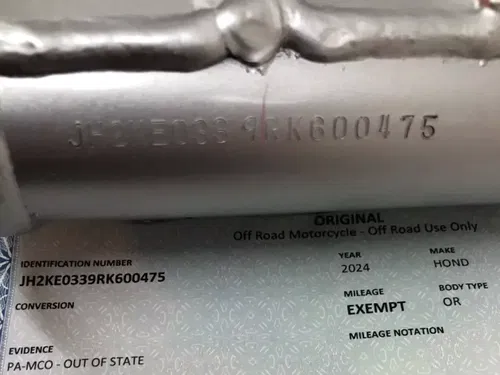 JH2KE0339RK600475
ORIGINAL
Off Road Motorcycle - Off Road Use Only
IDENTIFICATION NUMBER
JH2KE0339RK600475
YEAR
2024
MAKE
HOND
CONVERSION
MILEAGE
EXEMPT
BODY TYPE
OR
MILEAGE NOTATION
EVIDENCE
PA-MCO - OUT OF STATE